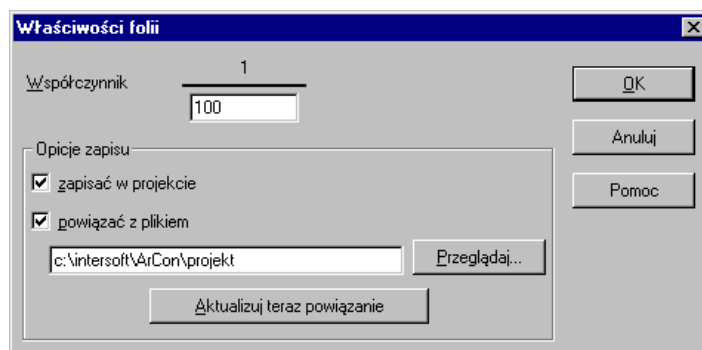 Właściwości folii
Współczynnik
1
100
OK
Anuluj
Pomoc
Opicje zapisu
zapisać w projekcie
powiązać z plikiem
c:\intersoft\ArCon\projekt
Przeglądaj...
Aktualizuj teraz powiązanie